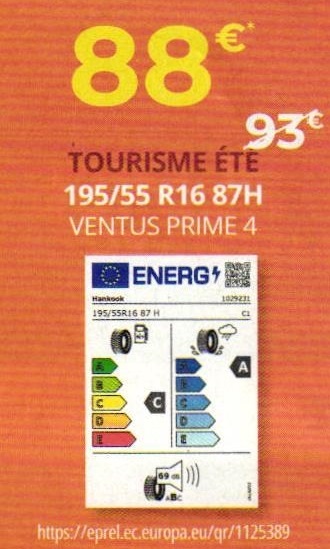 88€*
93€
TOURISME ÉTÉ
195/55 R16 87H
VENTUS PRIME 4
ENERG
Hankook 1029231
195/55R16 87 H C1
A A A
B B
C C C
D D
E E
69 dB
ABC
https://eprel.ec.europa.eu/qr/1125389